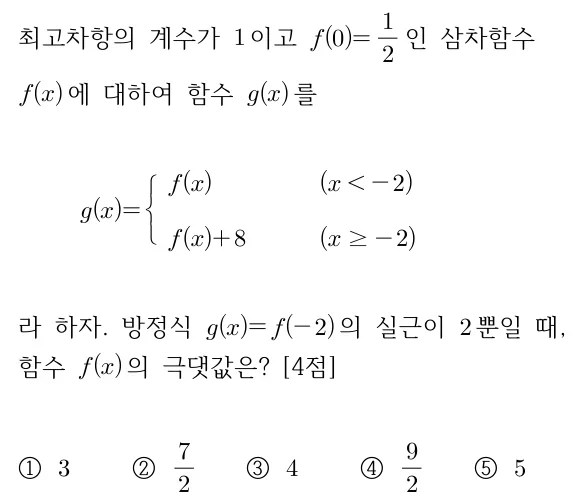 최고차항의 계수가 1이고 f(0)=1/2인 삼차함수
f(x)에 대하여 함수 g(x)를
g(x)={ f(x) (x<-2)
f(x)+8 (x≥-2)
라 하자. 방정식 g(x)=f(-2)의 실근이 2뿐일 때,
함수 f(x)의 극댓값은? [4점]
① 3 ② 7/2 ③ 4 ④ 9/2 ⑤ 5